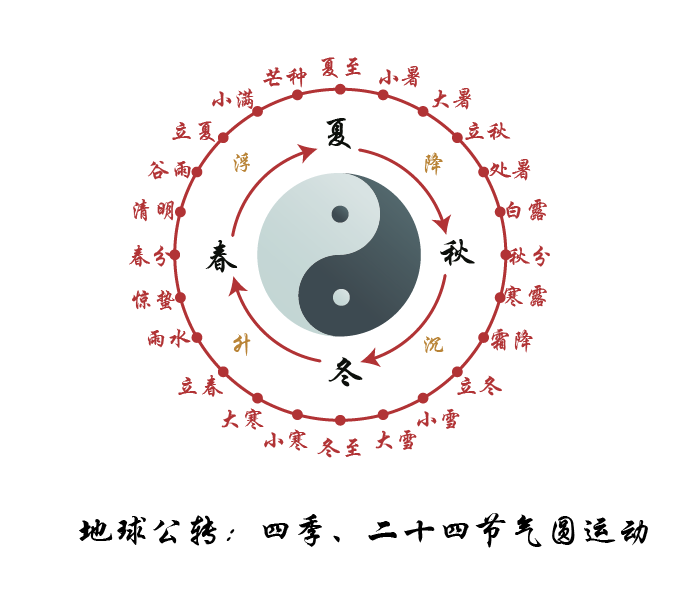 夏至
小暑
大暑
立秋
处暑
白露
秋分
寒露
霜降
立冬
小雪
大雪
冬至
小寒
大寒
立春
雨水
惊蛰
春分
清明
谷雨
立夏
小满
芒种
夏
降
秋
沉
冬
升
春
浮
地球公转：四季、二十四节气圆运动